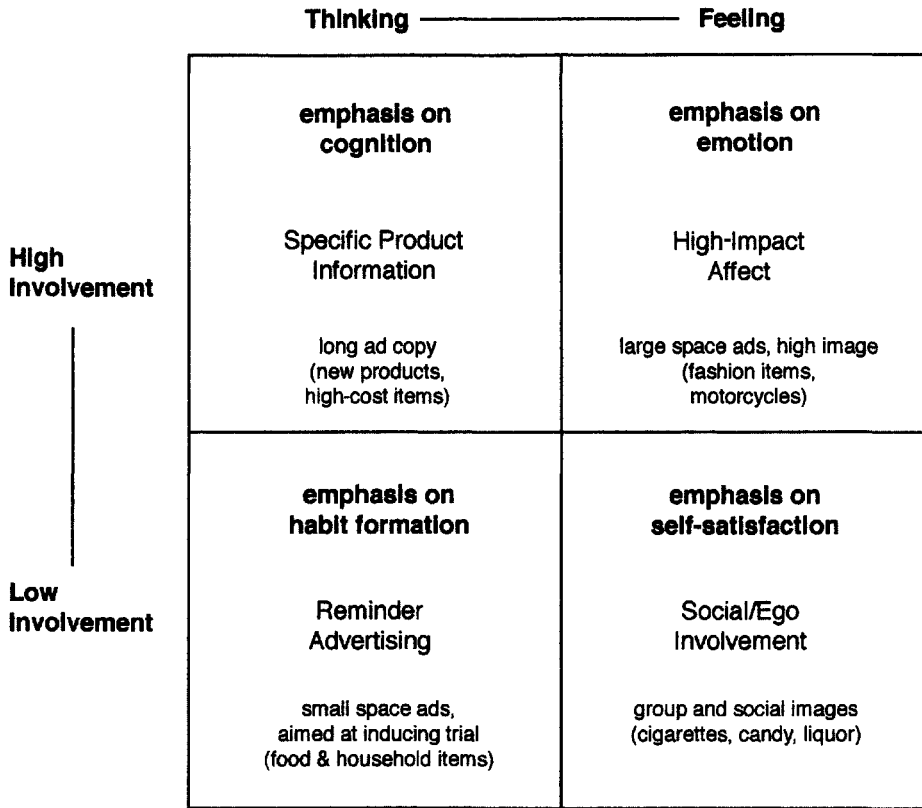 Thinking
Feeling
emphasis on
cognition
Specific Product
Information
long ad copy
(new products,
high-cost items)
emphasis on
emotion
High-Impact
Affect
large space ads, high image
(fashion items,
motorcycles)
High
Involvement
Low
Involvement
emphasis on
habit formation
Reminder
Advertising
small space ads,
aimed at inducing trial
(food & household items)
emphasis on
self-satisfaction
Social/Ego
Involvement
group and social images
(cigarettes, candy, liquor)